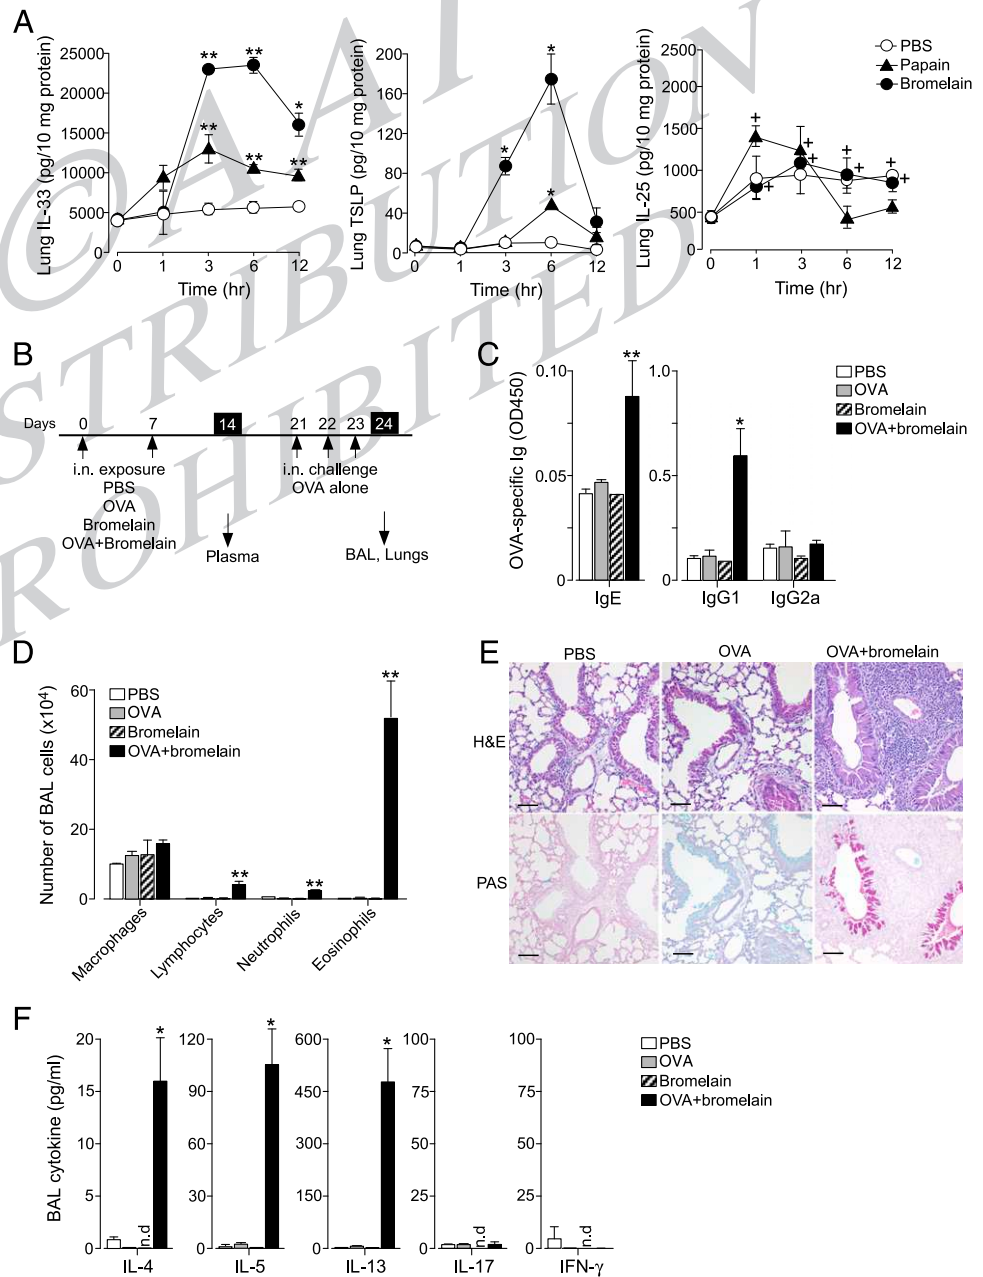 A
25000
20000
15000
10000
5000
0
Lung IL-33 (pg/10 mg protein)
** ** *
** ** **
0 1 3 6 12
Time (hr)
200
160
120
80
40
0
Lung TSLP (pg/10 mg protein)
* * *
0 1 3 6 12
Time (hr)
2500
2000
1500
1000
500
0
Lung IL-25 (pg/10 mg protein)
+ + + + + + + +
0 1 3 6 12
Time (hr)
PBS
Papain
Bromelain
© AAI
DISTRIBUTION
PROHIBITED
B
Days 0 7 14 21 22 23 24
i.n. exposure
PBS
OVA
Bromelain
OVA+Bromelain
Plasma
i.n. challenge
OVA alone
BAL, Lungs
C
OVA-specific Ig (OD450)
0.10
0.05
0
**
IgE
1.0
0.5
0
*
IgG1 IgG2a
PBS
OVA
Bromelain
OVA+bromelain
D
Number of BAL cells (x10⁴)
60
40
20
0
PBS
OVA
Bromelain
OVA+bromelain
** ** **
Macrophages
Lymphocytes
Neutrophils
Eosinophils
E
PBS OVA OVA+bromelain
H&E
PAS
F
BAL cytokine (pg/ml)
20
15
10
5
0
n.d
*
IL-4
120
90
60
30
0
*
IL-5
600
450
300
150
0
*
IL-13
100
75
50
25
0
n.d
IL-17
100
75
50
25
0
n.d
IFN-γ
PBS
OVA
Bromelain
OVA+bromelain